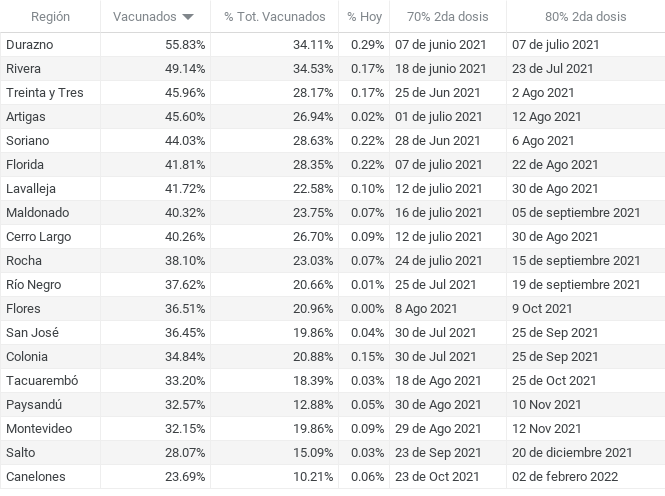 Región Vacunados % Tot. Vacunados % Hoy 70% 2da dosis 80% 2da dosis
Durazno 55.83% 34.11% 0.29% 07 de junio 2021 07 de julio 2021
Rivera 49.14% 34.53% 0.17% 18 de junio 2021 23 de Jul 2021
Treinta y Tres 45.96% 28.17% 0.17% 25 de Jun 2021 2 Ago 2021
Artigas 45.60% 26.94% 0.02% 01 de julio 2021 12 Ago 2021
Soriano 44.03% 28.63% 0.22% 28 de Jun 2021 6 Ago 2021
Florida 41.81% 28.35% 0.22% 07 de julio 2021 22 de Ago 2021
Lavalleja 41.72% 22.58% 0.10% 12 de julio 2021 30 de Ago 2021
Maldonado 40.32% 23.75% 0.07% 16 de julio 2021 05 de septiembre 2021
Cerro Largo 40.26% 26.70% 0.09% 12 de julio 2021 30 de Ago 2021
Rocha 38.10% 23.03% 0.07% 24 de julio 2021 15 de septiembre 2021
Río Negro 37.62% 20.66% 0.01% 25 de Jul 2021 19 de septiembre 2021
Flores 36.51% 20.96% 0.00% 8 Ago 2021 9 Oct 2021
San José 36.45% 19.86% 0.04% 30 de Jul 2021 25 de Sep 2021
Colonia 34.84% 20.88% 0.15% 30 de Jul 2021 25 de Sep 2021
Tacuarembó 33.20% 18.39% 0.03% 18 de Ago 2021 25 de Oct 2021
Paysandú 32.57% 12.88% 0.05% 30 de Ago 2021 10 Nov 2021
Montevideo 32.15% 19.86% 0.09% 29 de Ago 2021 12 Nov 2021
Salto 28.07% 15.09% 0.03% 23 de Sep 2021 20 de diciembre 2021
Canelones 23.69% 10.21% 0.06% 23 de Oct 2021 02 de febrero 2022